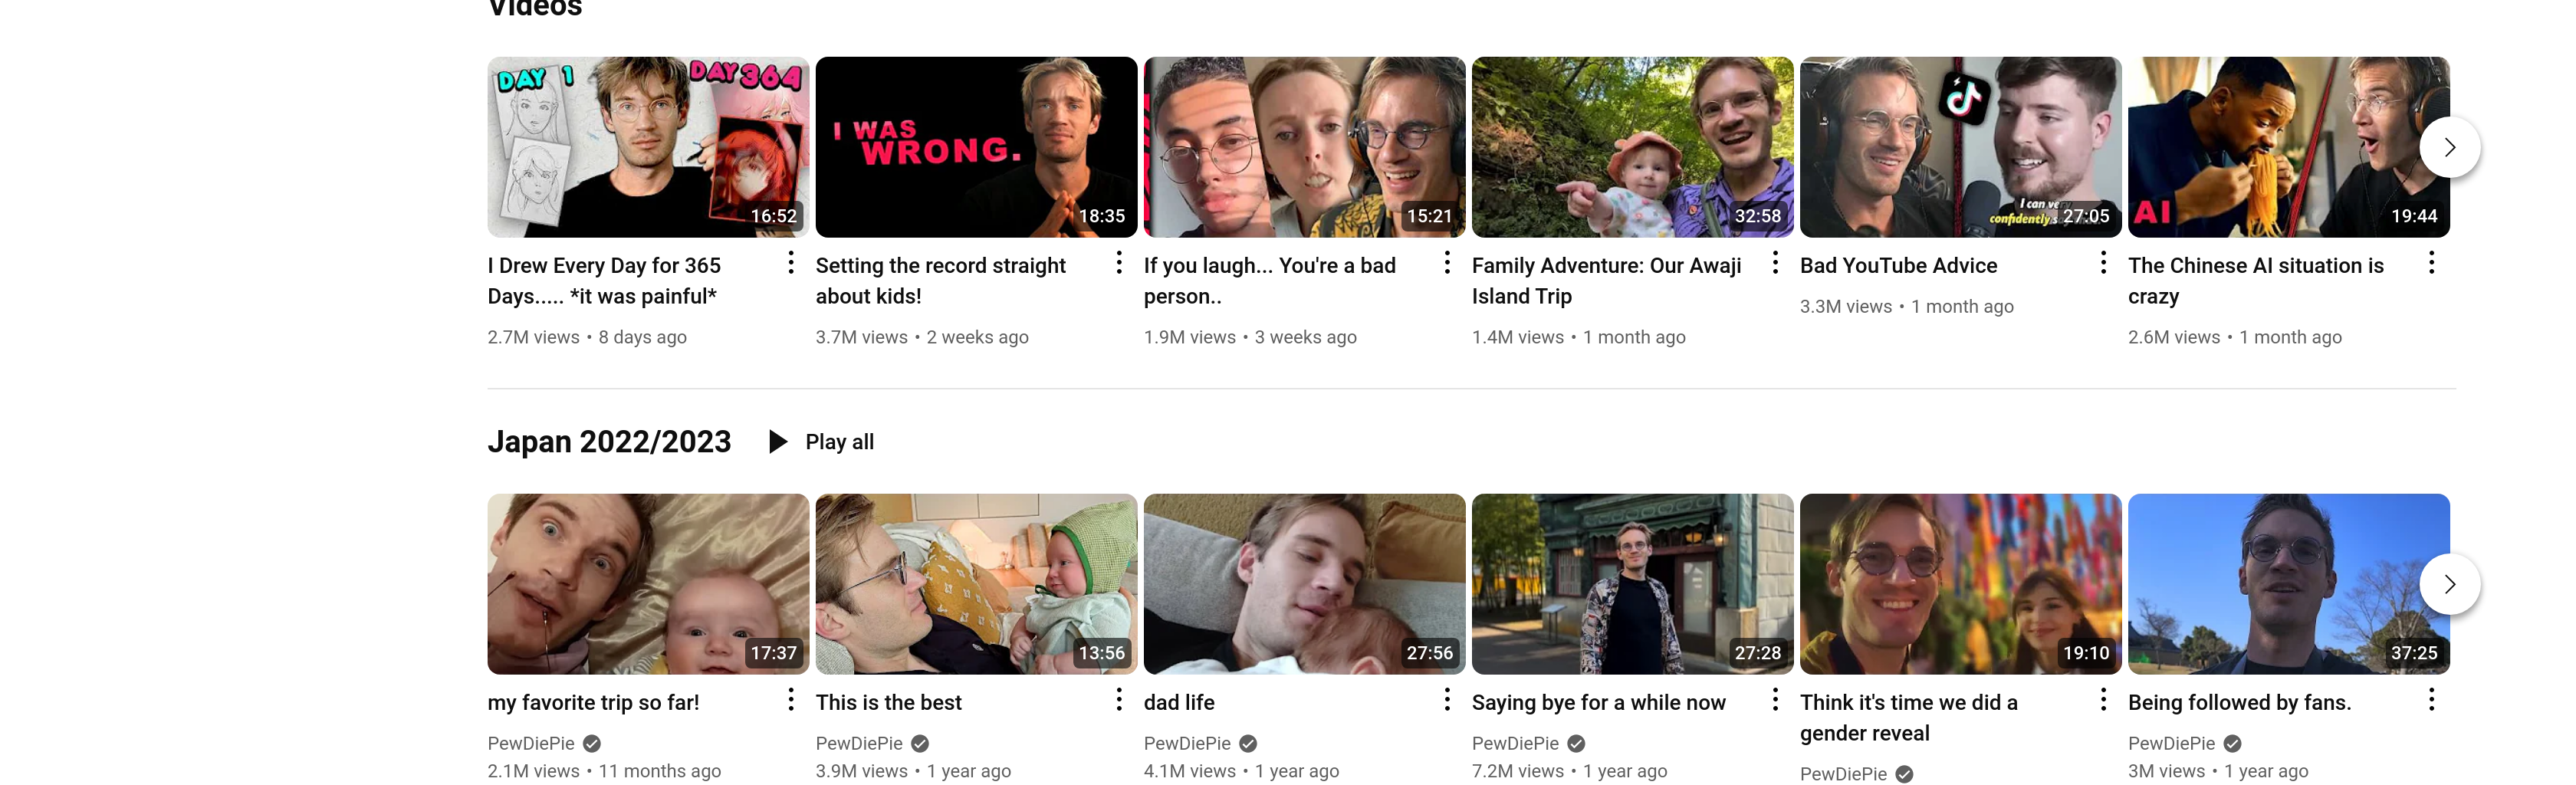 Videos
DAY 1
DAY 364
16:52
I WAS
WRONG.
18:35
15:21
32:58
I can ve
confidently s
27:05
AI
19:44
I Drew Every Day for 365
Days..... *it was painful*
2.7M views • 8 days ago
Setting the record straight
about kids!
3.7M views • 2 weeks ago
If you laugh... You're a bad
person..
1.9M views • 3 weeks ago
Family Adventure: Our Awaji
Island Trip
1.4M views • 1 month ago
Bad YouTube Advice
3.3M views • 1 month ago
The Chinese AI situation is
crazy
2.6M views • 1 month ago
Japan 2022/2023
Play all
17:37
13:56
27:56
27:28
19:10
37:25
my favorite trip so far!
PewDiePie
2.1M views • 11 months ago
This is the best
PewDiePie
3.9M views • 1 year ago
dad life
PewDiePie
4.1M views • 1 year ago
Saying bye for a while now
PewDiePie
7.2M views • 1 year ago
Think it's time we did a
gender reveal
PewDiePie
Being followed by fans.
PewDiePie
3M views • 1 year ago